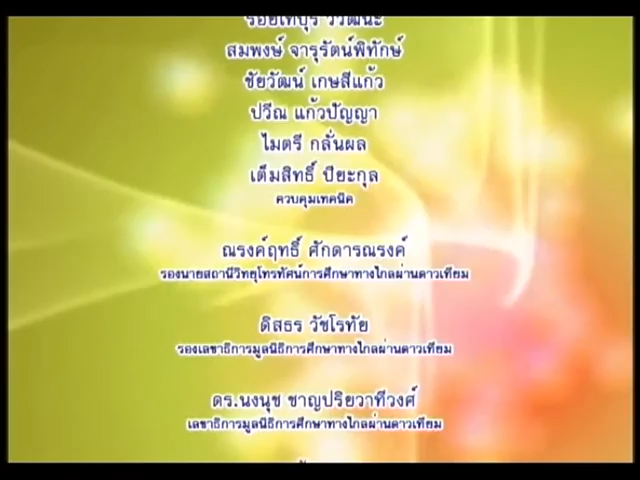 สมพงษ์ จารุรัตน์พิทักษ์
ชัยวัฒน์ เกษสีแก้ว
ปวีณ แก้วปัญญา
ไมตรี กลั่นผล
เต็มสิทธิ์ ปิยะกุล
ควบคุมเทคนิค
ณรงค์ฤทธิ์ ศักดารณรงค์
รองนายสถานีวิทยุโทรทัศน์การศึกษาทางไกลผ่านดาวเทียม
ดิสธร วัชโรทัย
รองเลขาธิการมูลนิธิการศึกษาทางไกลผ่านดาวเทียม
ดร.นงนุช ชาญปริยวาทีวงศ์
เลขาธิการมูลนิธิการศึกษาทางไกลผ่านดาวเทียม